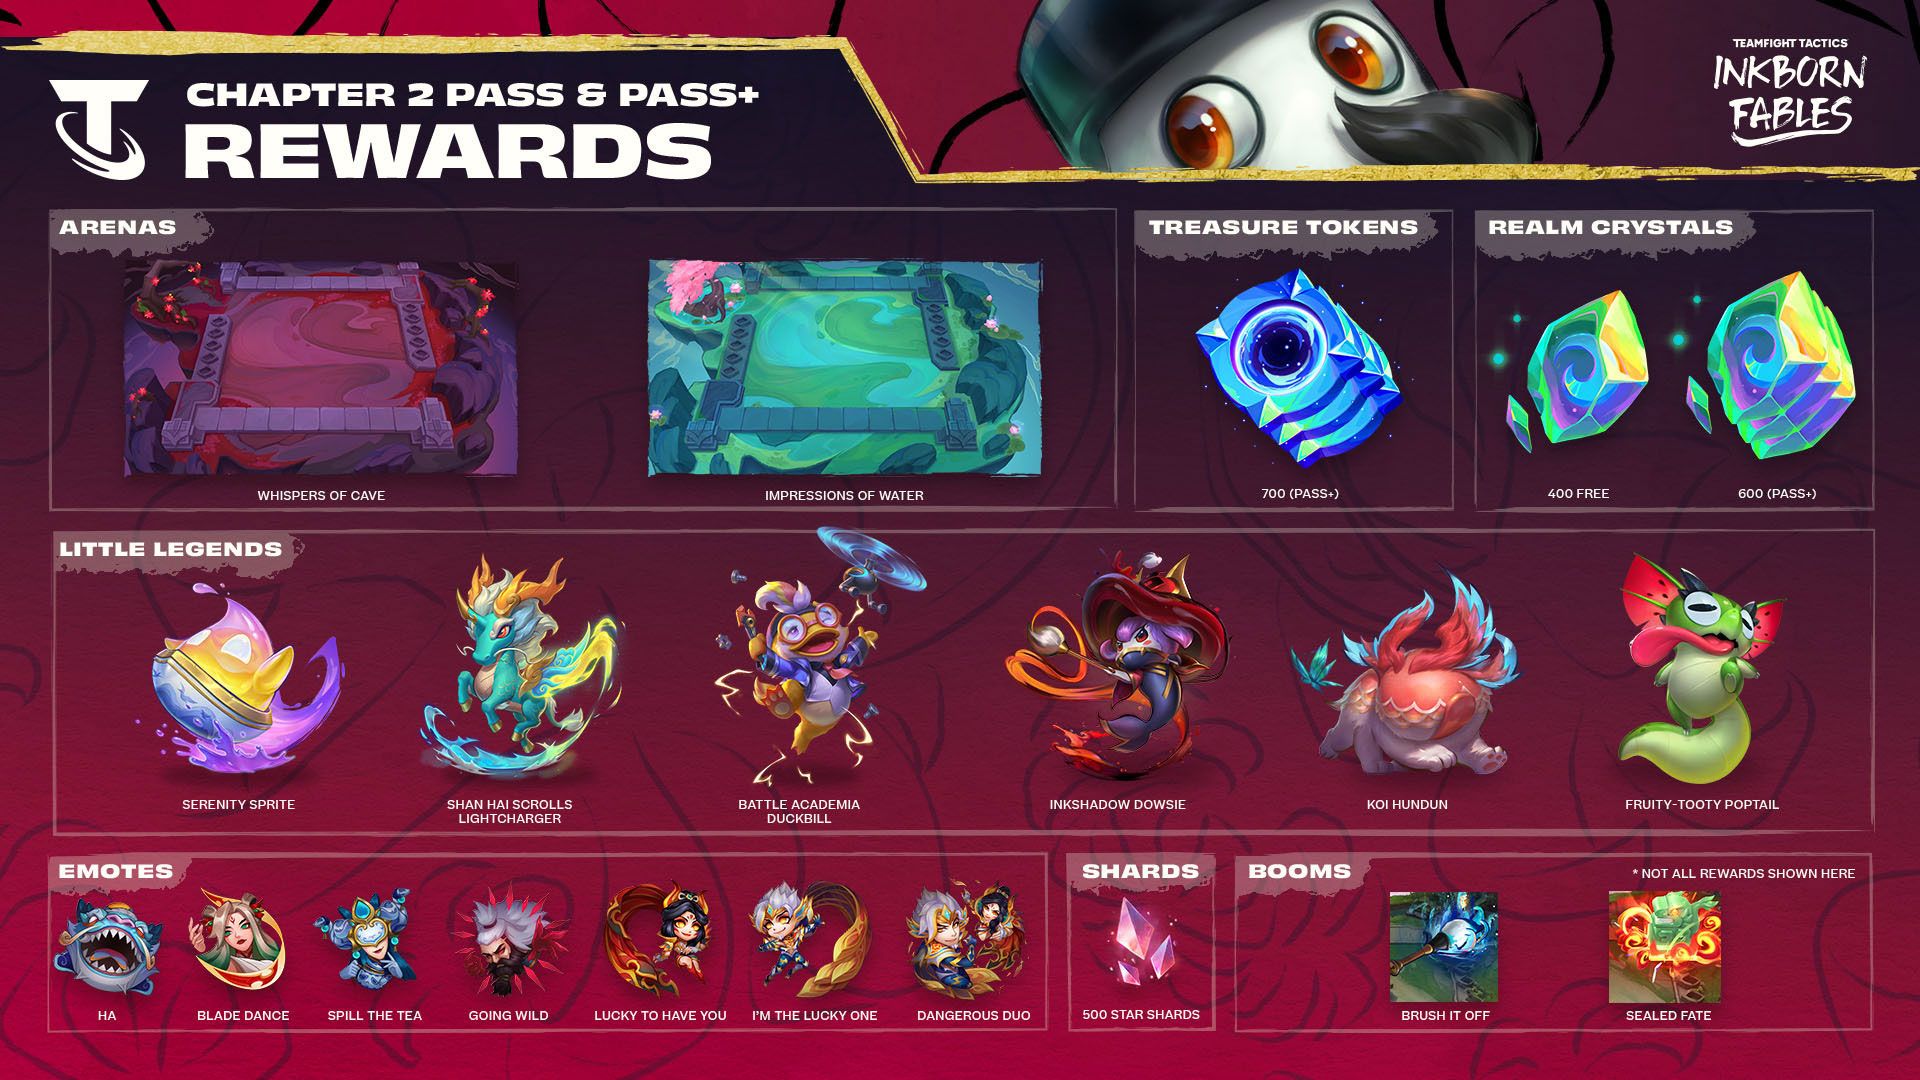 TEAMFIGHT TACTICS
INKBORN
FABLES
CHAPTER 2 PASS & PASS+
REWARDS
ARENAS
WHISPERS OF CAVE
IMPRESSIONS OF WATER
TREASURE TOKENS
700 (PASS+)
REALM CRYSTALS
400 FREE
600 (PASS+)
LITTLE LEGENDS
SERENITY SPRITE
SHAN HAI SCROLLS
LIGHTCHARGER
BATTLE ACADEMIA
DUCKBILL
INKSHADOW DOWSIE
KOI HUNDUN
FRUITY-TOOTY POPTAIL
EMOTES
HA
BLADE DANCE
SPILL THE TEA
GOING WILD
LUCKY TO HAVE YOU
I'M THE LUCKY ONE
DANGEROUS DUO
SHARDS
500 STAR SHARDS
BOOMS
* NOT ALL REWARDS SHOWN HERE
BRUSH IT OFF
SEALED FATE